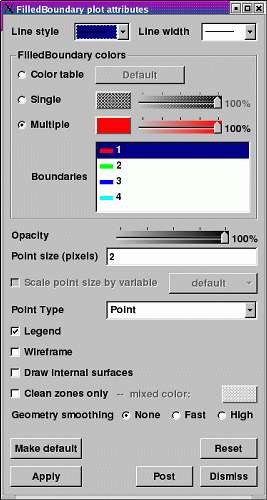 FilledBoundary plot attributes
Line style Line width
FilledBoundary colors
Color table Default
Single 100%
Multiple 100%
1
2
Boundaries 3
4
Opacity 100%
Point size (pixels) 2
Scale point size by variable default
Point Type Point
Legend
Wireframe
Draw internal surfaces
Clean zones only -- mixed color:
Geometry smoothing None Fast High
Make default Reset
Apply Post Dismiss